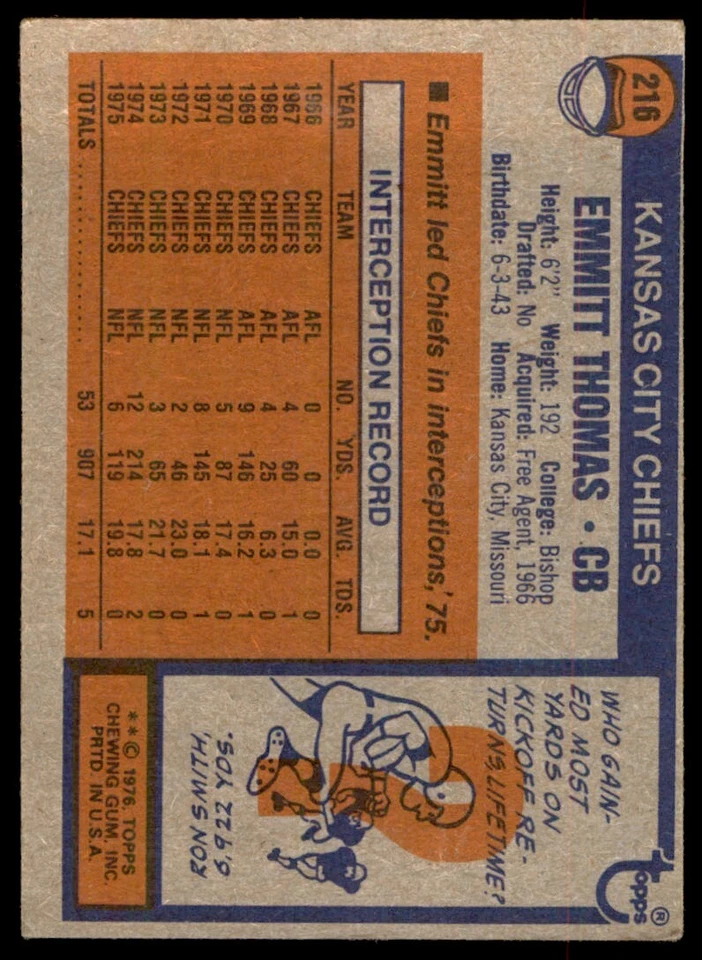 216
KANSAS CITY CHIEFS
EMMITT THOMAS • CB
Height: 6'2" Weight: 192 College: Bishop
Drafted: No Acquired: Free Agent, 1966
Birthdate: 6-3-43 Home: Kansas City, Missouri
■ Emmitt led Chiefs in interceptions,'75.
INTERCEPTION RECORD
YEAR TEAM NO. YDS. AVG. TDS.
1966 CHIEFS AFL 0 0 0.0 0
1967 CHIEFS AFL 4 60 15.0 1
1968 CHIEFS AFL 4 25 6.3 0
1969 CHIEFS AFL 9 146 16.2 1
1970 CHIEFS NFL 5 87 17.4 0
1971 CHIEFS NFL 8 145 18.1 1
1972 CHIEFS NFL 2 46 23.0 0
1973 CHIEFS NFL 3 65 21.7 0
1974 CHIEFS NFL 12 214 17.8 2
1975 CHIEFS NFL 6 119 19.8 0
TOTALS .................... 53 907 17.1 5
topps®
WHO GAIN-
ED MOST
YARDS ON
KICKOFF RE-
TURNS, LIFETIME?
RON SMITH,
6,922 YDS.
**© 1976, TOPPS
CHEWING GUM, INC.
PRTD. IN U.S.A.